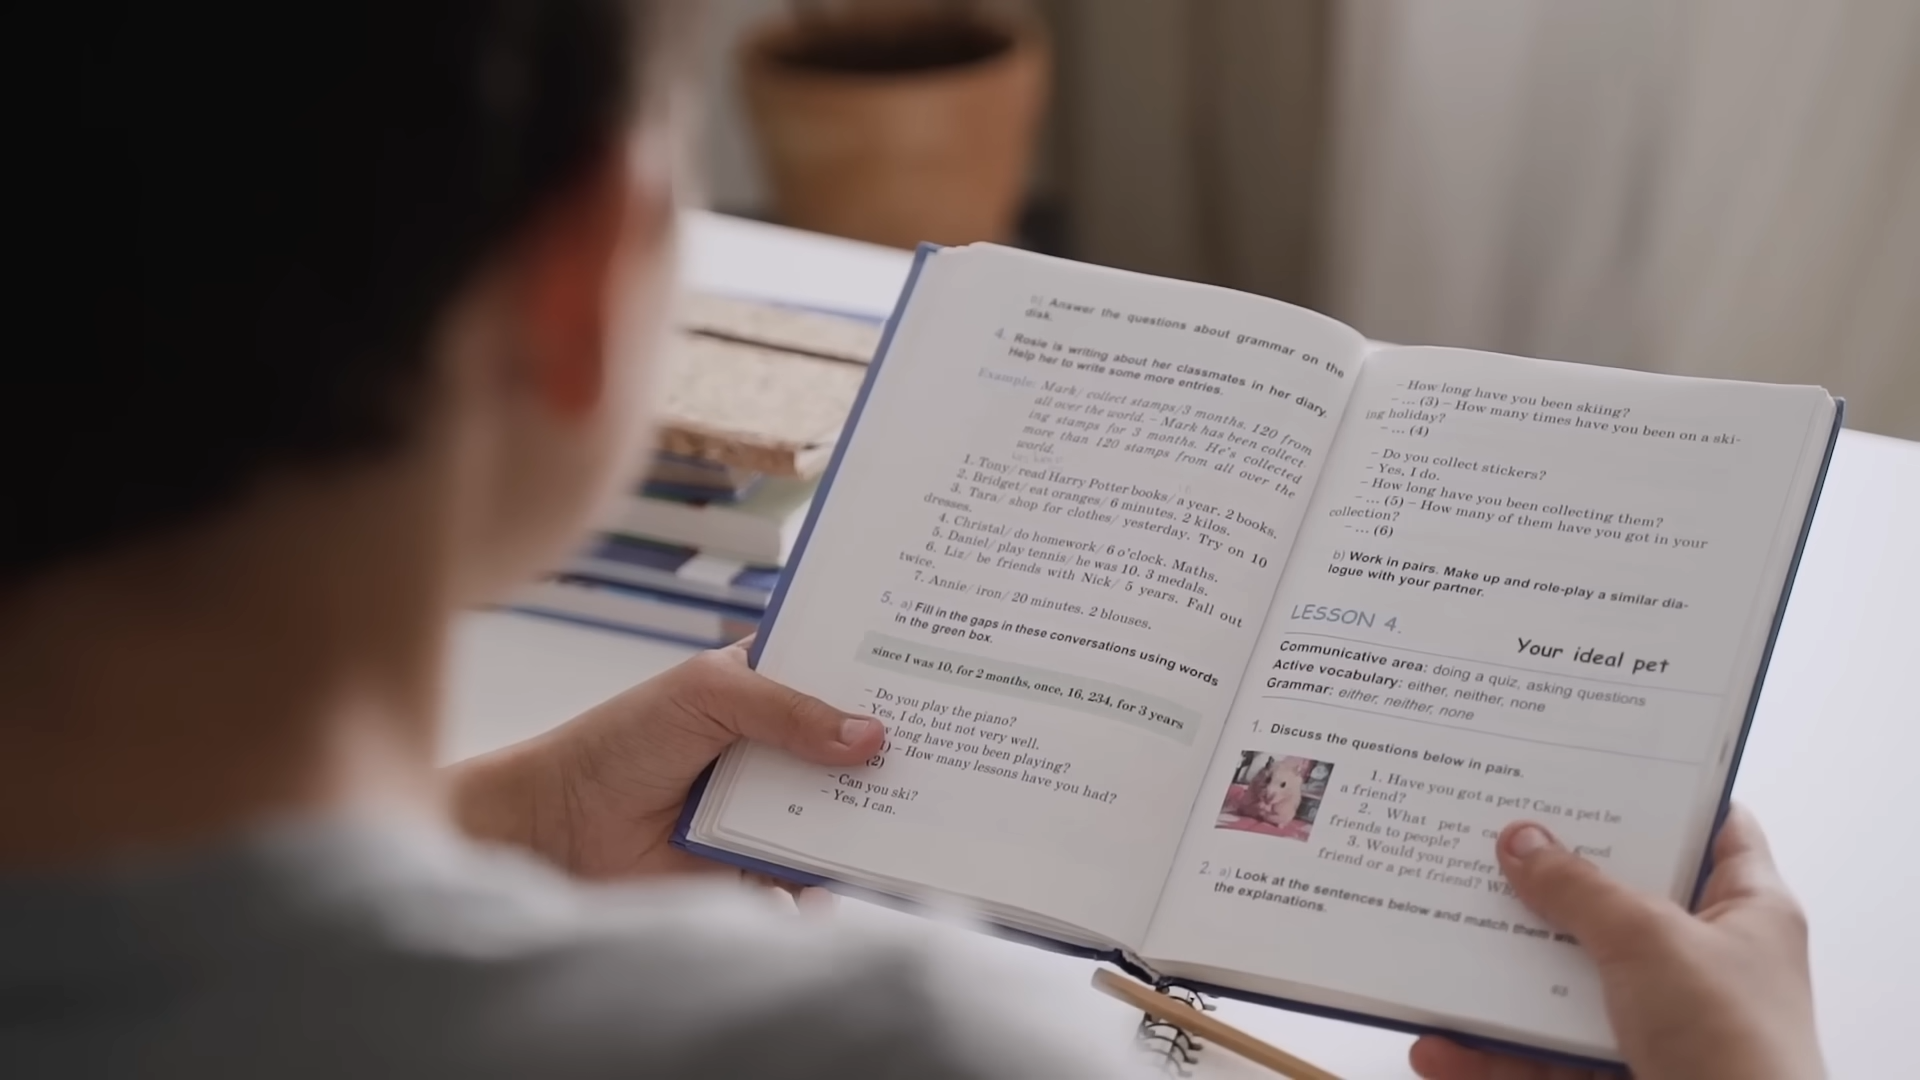 b) Answer the questions about grammar on the
disk.
4. Rosie is writing about her classmates in her diary.
Help her to write some more entries.
Example: Mark/ collect stamps/3 months. 120 from
all over the world. – Mark has been collect-
ing stamps for 3 months. He's collected
more than 120 stamps from all over the
world.
1. Tony/ read Harry Potter books/ a year. 2 books.
2. Bridget/ eat oranges/ 6 minutes. 2 kilos.
3. Tara/ shop for clothes/ yesterday. Try on 10
dresses.
4. Christal/ do homework/ 6 o'clock. Maths.
5. Daniel/ play tennis/ he was 10. 3 medals.
6. Liz/ be friends with Nick/ 5 years. Fall out
twice.
7. Annie/ iron/ 20 minutes. 2 blouses.
5. a) Fill in the gaps in these conversations using words
in the green box.
since I was 10, for 2 months, once, 16, 234, for 3 years
– Do you play the piano?
– Yes, I do, but not very well.
long have you been playing?
– How many lessons have you had?
(2)
– Can you ski?
– Yes, I can.
62
– How long have you been skiing?
– ... (3) – How many times have you been on a ski-
ing holiday?
– ... (4)
– Do you collect stickers?
– Yes, I do.
– How long have you been collecting them?
– ... (5) – How many of them have you got in your
collection?
– ... (6)
b) Work in pairs. Make up and role-play a similar dia-
logue with your partner.
LESSON 4.
Your ideal pet
Communicative area: doing a quiz, asking questions
Active vocabulary: either, neither, none
Grammar: either, neither, none
1. Discuss the questions below in pairs.
1. Have you got a pet? Can a pet be
a friend?
2. What pets good
friends to people?
3. Would you prefer
friend or a pet friend?
2. a) Look at the sentences below and match them
the explanations.
63